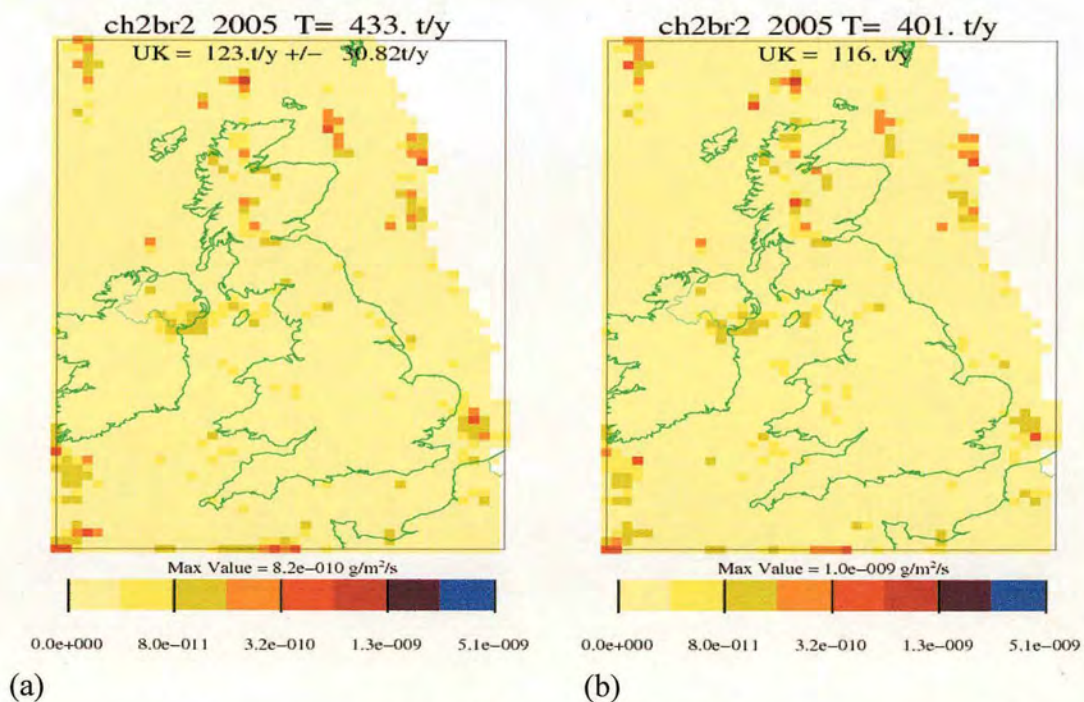 ch2br2 2005 T= 433. t/y
UK = 123.t/y +/− 30.82t/y
Max Value = 8.2e−010 g/m²/s
0.0e+000 8.0e−011 3.2e−010 1.3e−009 5.1e−009
(a)
ch2br2 2005 T= 401. t/y
UK = 116. t/y
Max Value = 1.0e−009 g/m²/s
0.0e+000 8.0e−011 3.2e−010 1.3e−009 5.1e−009
(b)